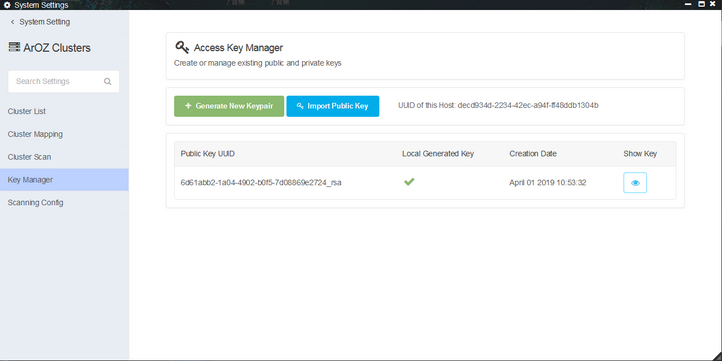 System Settings
System Setting
ArOZ Clusters
Search Settings
Cluster List
Cluster Mapping
Cluster Scan
Key Manager
Scanning Config
Access Key Manager
Create or manage existing public and private keys
Generate New Keypair Import Public Key UUID of this Host: decd934d-2234-42ec-a94f-ff48ddb1304b
Public Key UUID Local Generated Key Creation Date Show Key
6d61abb2-1a04-4902-b0f5-7d08869e2724_rsa April 01 2019 10:53:32